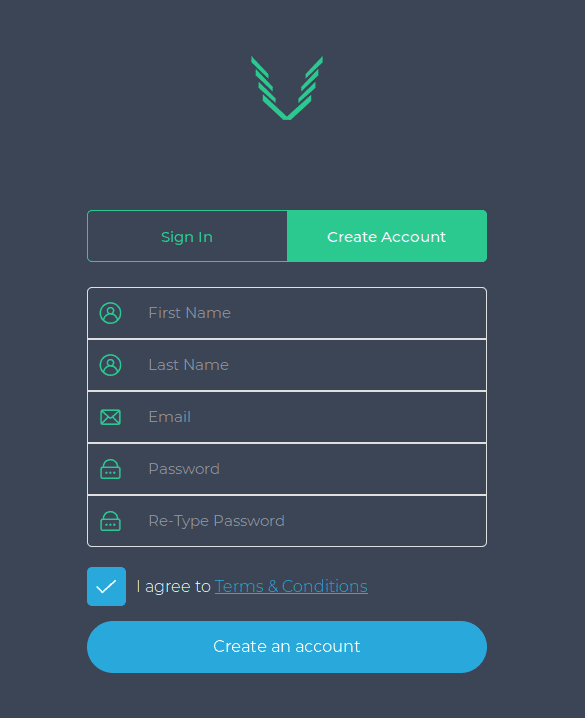 Sign In Create Account
First Name
Last Name
Email
Password
Re-Type Password
I agree to Terms & Conditions
Create an account